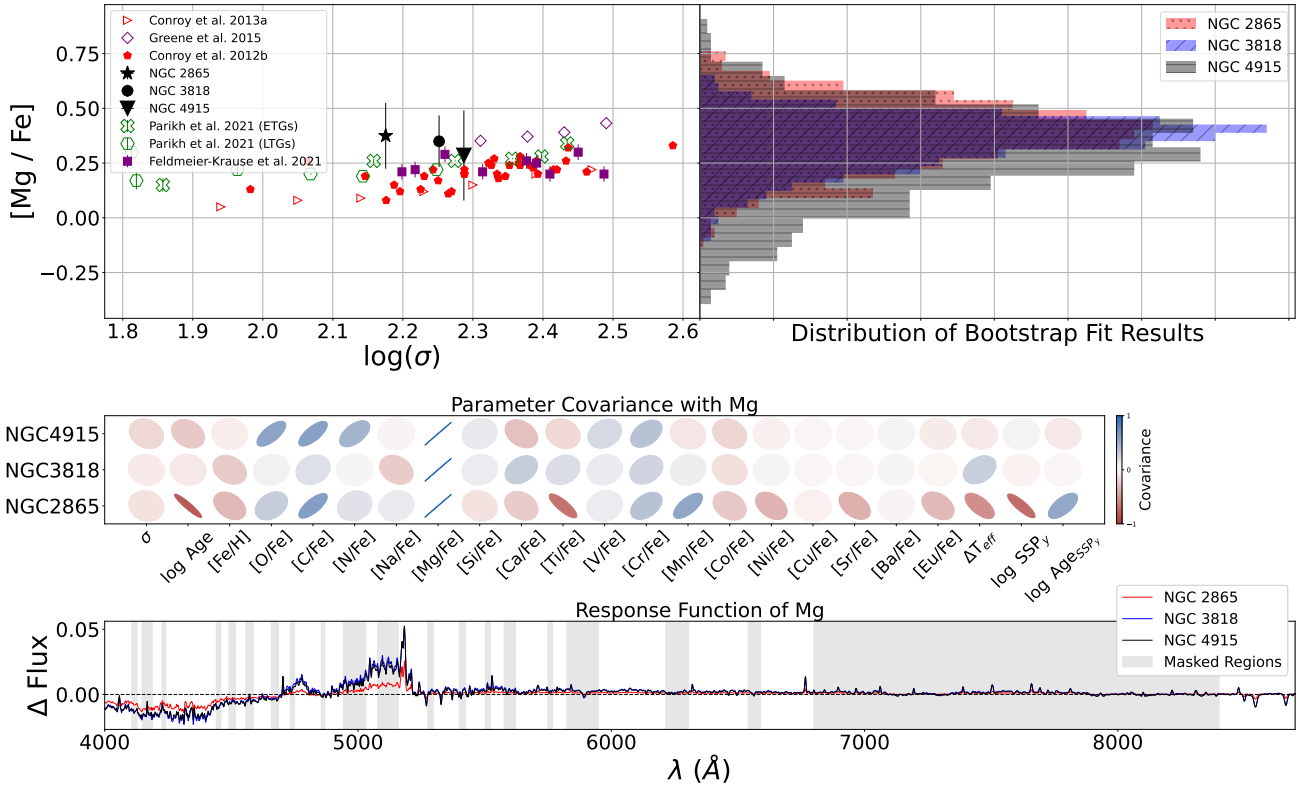 Conroy et al. 2013a
Greene et al. 2015
Conroy et al. 2012b
NGC 2865
NGC 3818
NGC 4915
Parikh et al. 2021 (ETGs)
Parikh et al. 2021 (LTGs)
Feldmeier-Krause et al. 2021
NGC 2865
NGC 3818
NGC 4915
[Mg / Fe]
0.75
0.50
0.25
0.00
−0.25
1.8 1.9 2.0 2.1 2.2 2.3 2.4 2.5 2.6
log(σ)
Distribution of Bootstrap Fit Results
Parameter Covariance with Mg
NGC4915
NGC3818
NGC2865
1
0
−1
Covariance
σ
log Age
[Fe/H]
[O/Fe]
[C/Fe]
[N/Fe]
[Na/Fe]
[Mg/Fe]
[Si/Fe]
[Ca/Fe]
[Ti/Fe]
[V/Fe]
[Cr/Fe]
[Mn/Fe]
[Co/Fe]
[Ni/Fe]
[Cu/Fe]
[Sr/Fe]
[Ba/Fe]
[Eu/Fe]
ΔT_eff
log SSP_y
log Age_SSP_y
Response Function of Mg
NGC 2865
NGC 3818
NGC 4915
Masked Regions
Δ Flux
0.05
0.00
4000 5000 6000 7000 8000
λ (Å)